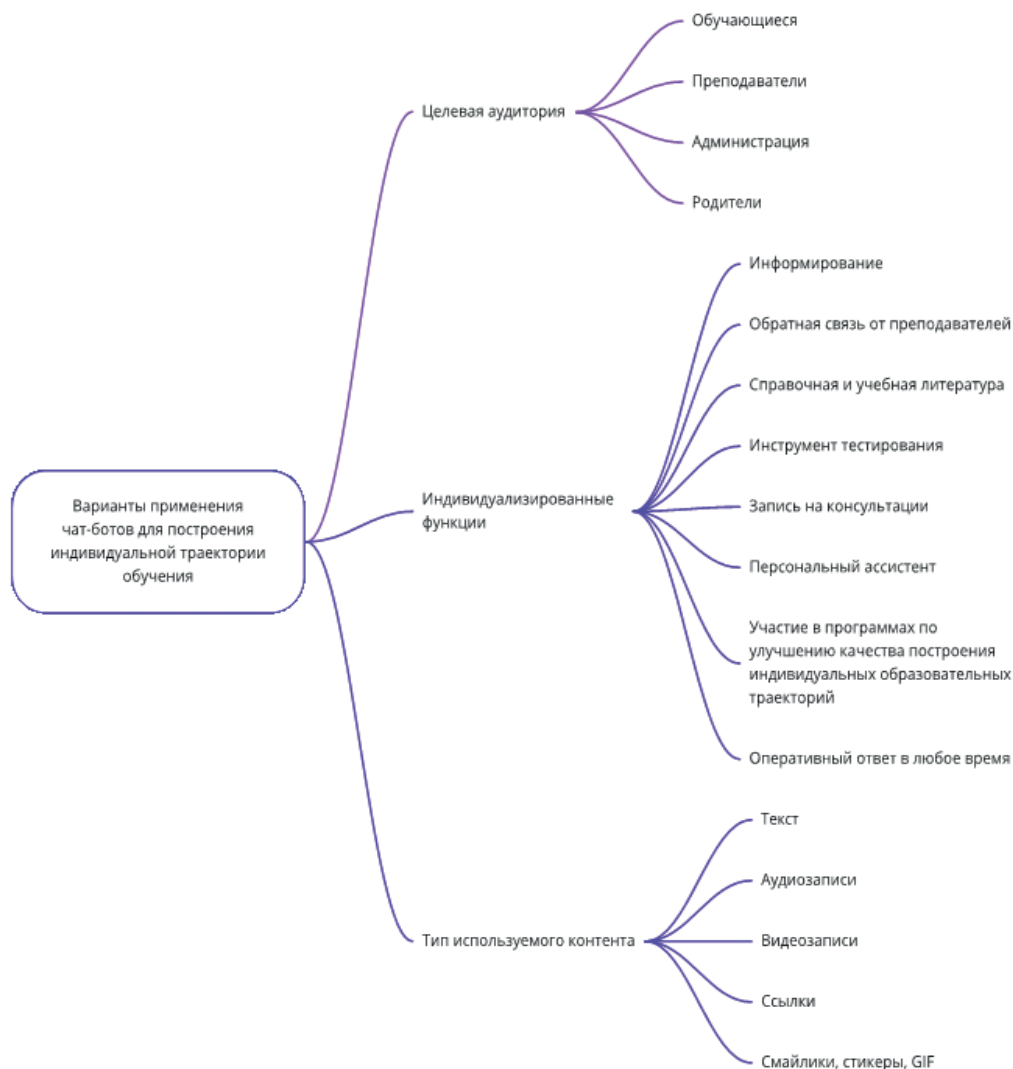 Варианты применения
чат-ботов для построения
индивидуальной траектории
обучения
Целевая аудитория
Обучающиеся
Преподаватели
Администрация
Родители
Индивидуализированные
функции
Информирование
Обратная связь от преподавателей
Справочная и учебная литература
Инструмент тестирования
Запись на консультации
Персональный ассистент
Участие в программах по
улучшению качества построения
индивидуальных образовательных
траекторий
Оперативный ответ в любое время
Тип используемого контента
Текст
Аудиозаписи
Видеозаписи
Ссылки
Смайлики, стикеры, GIF